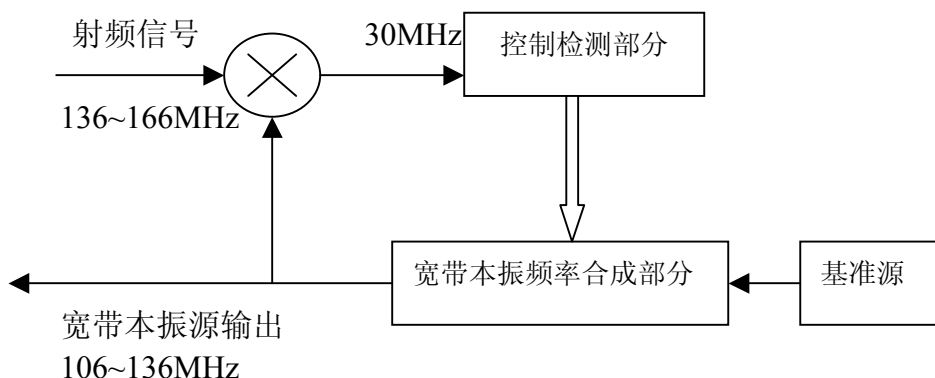 射频信号
136~166MHz
30MHz
控制检测部分
宽带本振频率合成部分
基准源
宽带本振源输出
106~136MHz